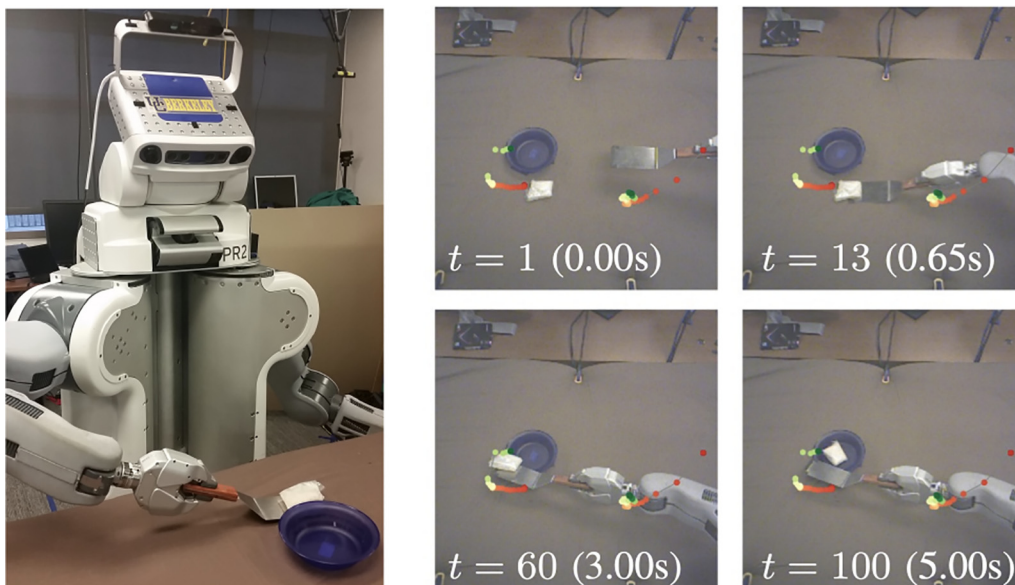 PR2
t = 1 (0.00s)
t = 13 (0.65s)
t = 60 (3.00s)
t = 100 (5.00s)